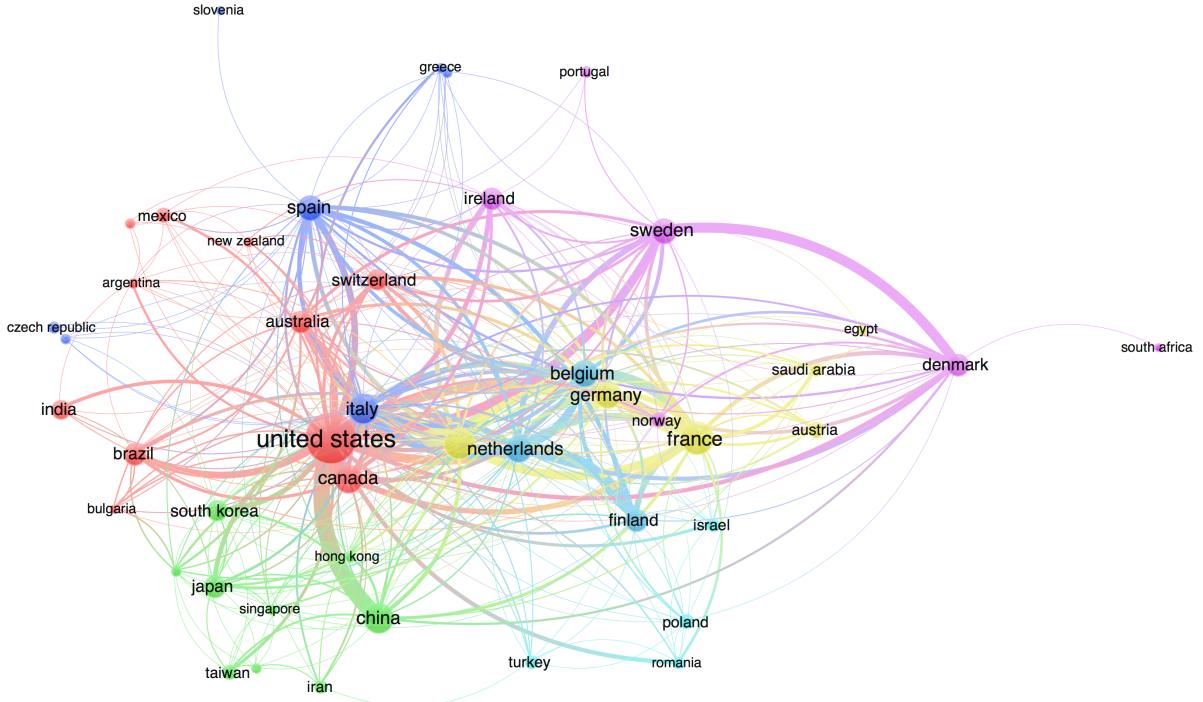 slovenia
greece
portugal
spain
ireland
mexico
new zealand
sweden
argentina
switzerland
australia
czech republic
egypt
south africa
belgium
saudi arabia
denmark
germany
india
italy
norway
austria
united states
netherlands
france
brazil
canada
bulgaria
south korea
finland
israel
hong kong
japan
singapore
china
poland
taiwan
turkey
romania
iran